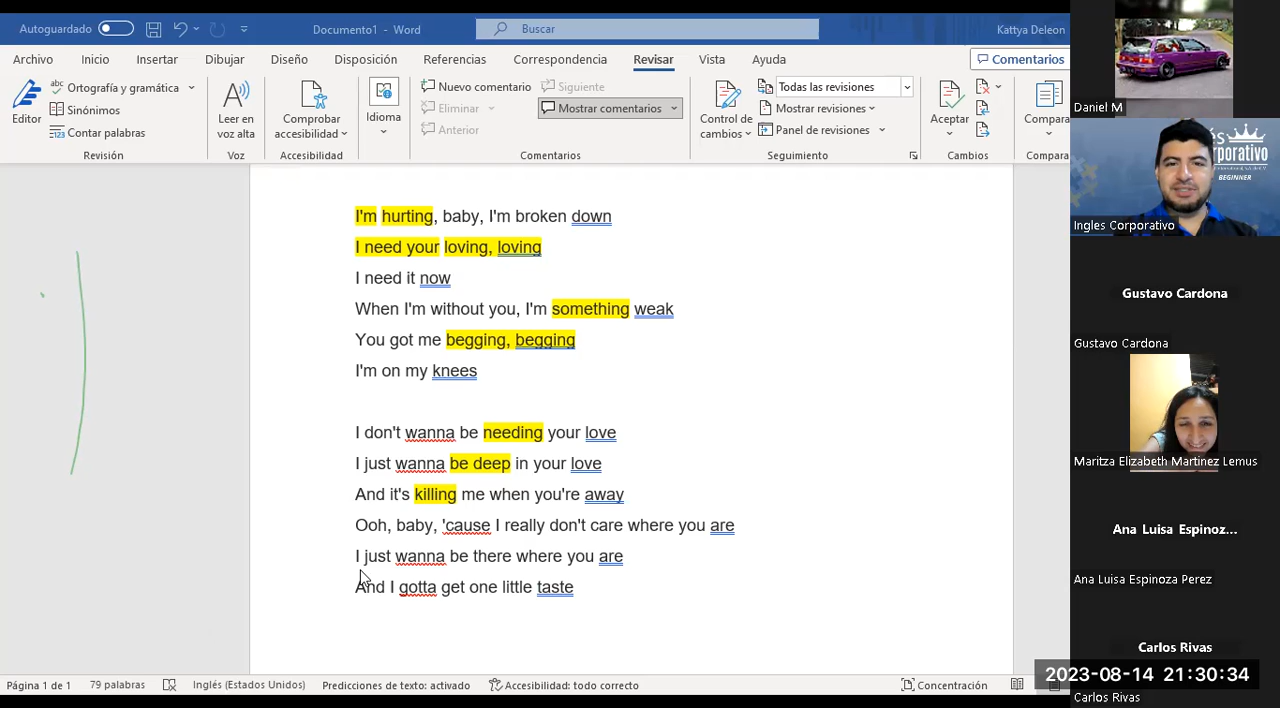 Autoguardado
Documento1 - Word
Buscar
Kattya Deleon
Archivo Inicio Insertar Dibujar Diseño Disposición Referencias Correspondencia Revisar Vista Ayuda
Comentarios
Editor
abc Ortografía y gramática
Sinónimos
123 Contar palabras
Revisión
Leer en voz alta
Voz
Comprobar accesibilidad
Accesibilidad
Idioma
Nuevo comentario
Eliminar
Anterior
Siguiente
Mostrar comentarios
Comentarios
Control de cambios
Todas las revisiones
Mostrar revisiones
Panel de revisiones
Seguimiento
Aceptar
Cambios
Compara
Compara
I'm hurting, baby, I'm broken down
I need your loving, loving
I need it now
When I'm without you, I'm something weak
You got me begging, begging
I'm on my knees
I don't wanna be needing your love
I just wanna be deep in your love
And it's killing me when you're away
Ooh, baby, 'cause I really don't care where you are
I just wanna be there where you are
And I gotta get one little taste
Página 1 de 1
79 palabras
Inglés (Estados Unidos)
Predicciones de texto: activado
Accesibilidad: todo correcto
Concentración
Daniel M
BEGINNER
Ingles Corporativo
Gustavo Cardona
Gustavo Cardona
Maritza Elizabeth Martinez Lemus
Ana Luisa Espinoz...
Ana Luisa Espinoza Perez
Carlos Rivas
2023-08-14 21:30:34
Carlos Rivas